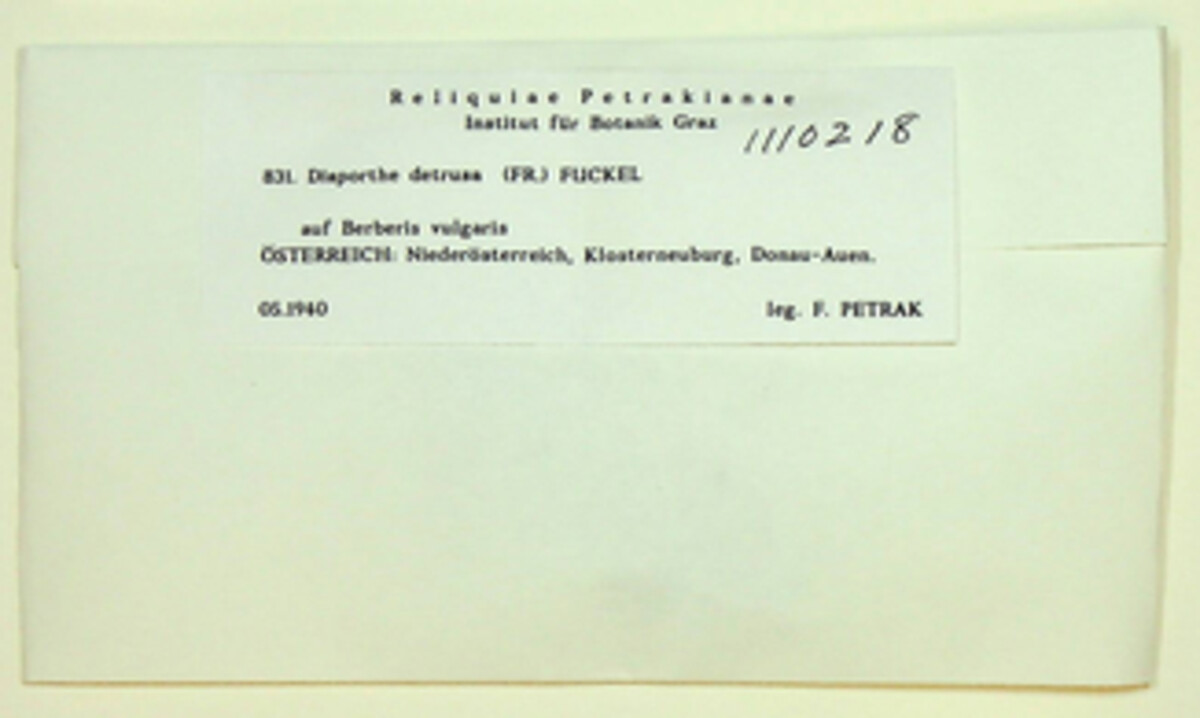 Reliquiae Petrakianae
Institut für Botanik Graz
1110218
831. Diaporthe detrusa (FR.) FUCKEL
auf Berberis vulgaris
ÖSTERREICH: Niederösterreich, Klosterneuburg, Donau-Auen.
05.1940 leg. F. PETRAK